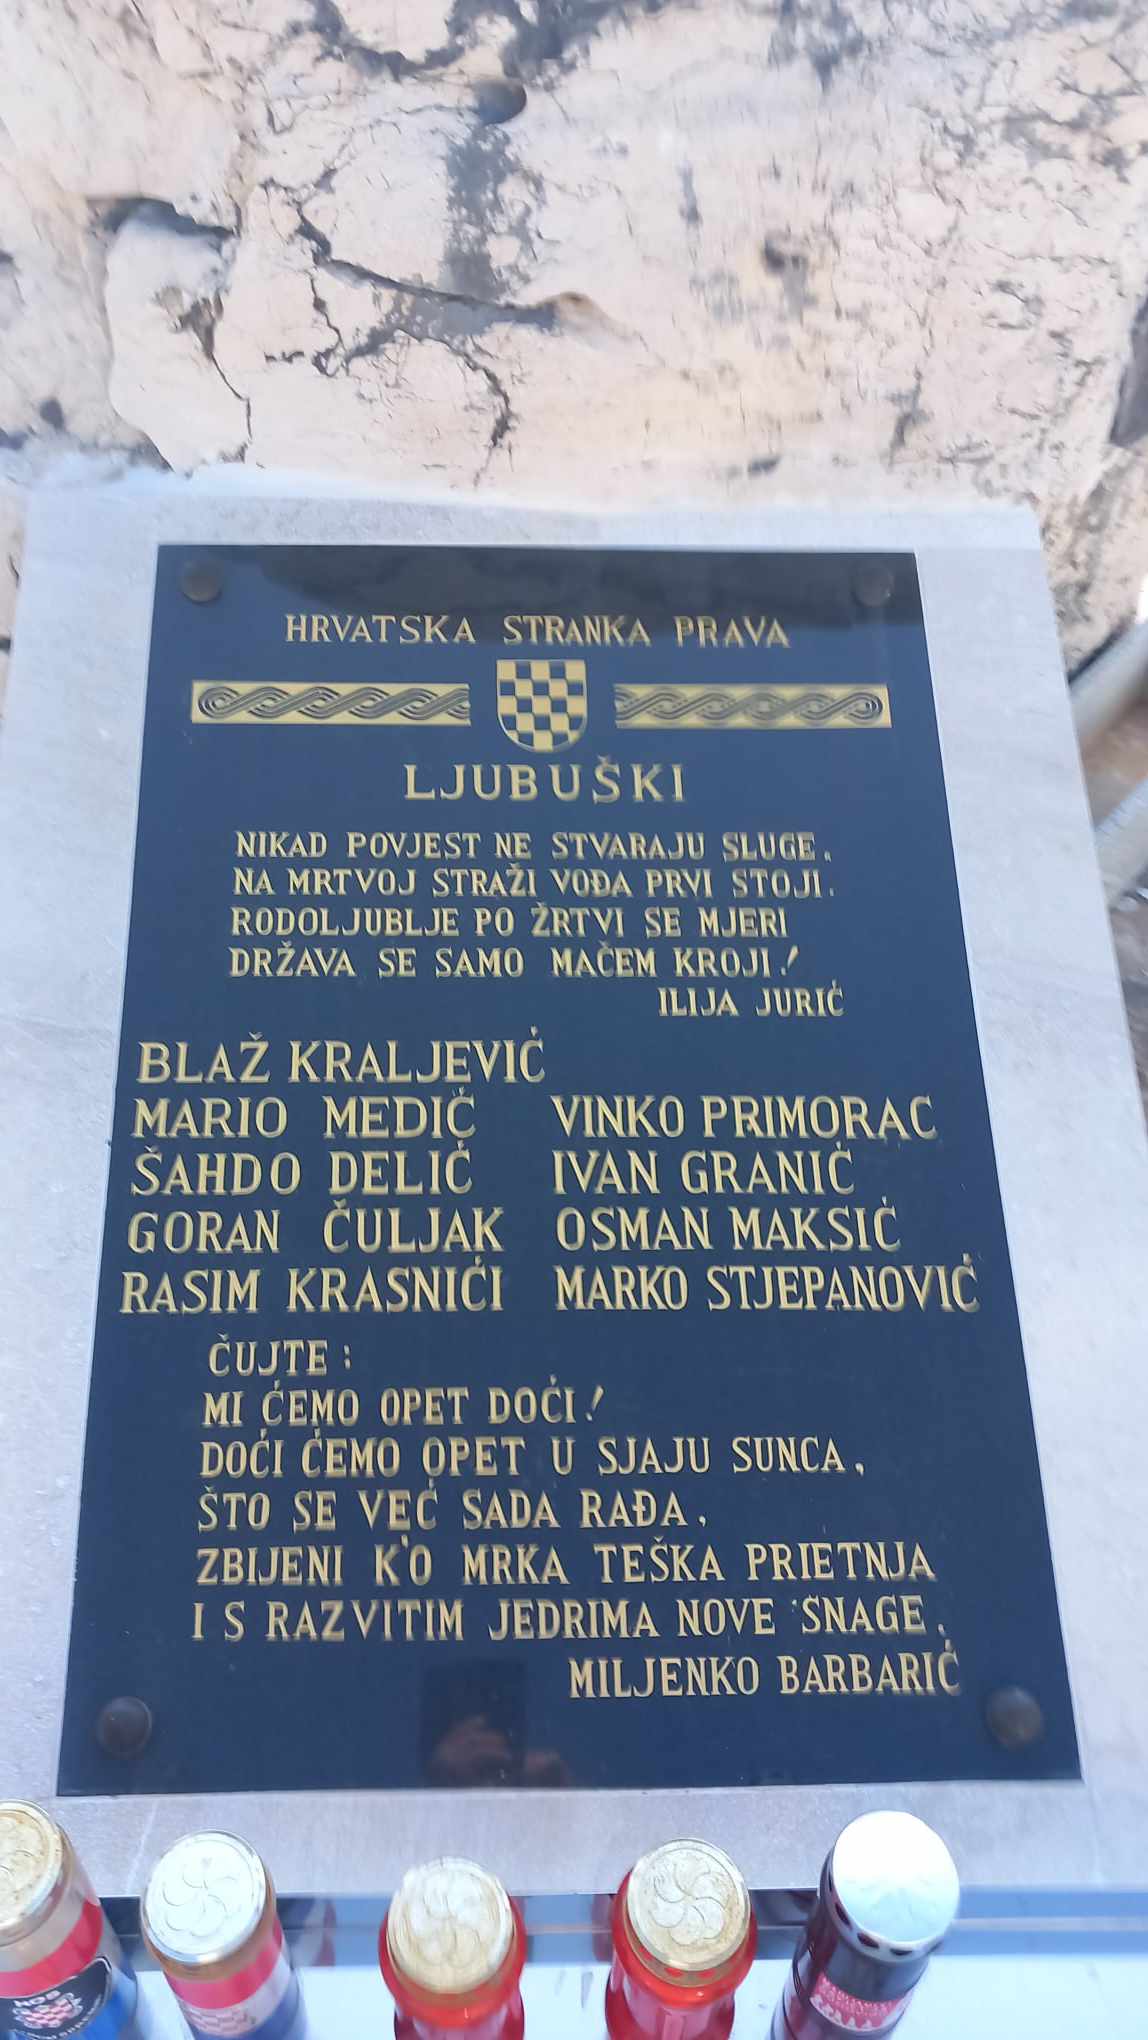 HRVATSKA STRANKA PRAVA
LJUBUŠKI
NIKAD POVJEST NE STVARAJU SLUGE.
NA MRTVOJ STRAŽI VOĐA PRVI STOJI.
RODOLJUBLJE PO ŽRTVI SE MJERI
DRŽAVA SE SAMO MAČEM KROJI!
ILIJA JURIĆ
BLAŽ KRALJEVIĆ
MARIO MEDIĆ VINKO PRIMORAC
ŠAHDO DELIĆ IVAN GRANIĆ
GORAN ČULJAK OSMAN MAKSIĆ
RASIM KRASNIĆI MARKO STJEPANOVIĆ
ČUJTE:
MI ĆEMO OPET DOĆI!
DOĆI ĆEMO OPET U SJAJU SUNCA,
ŠTO SE VEĆ SADA RAĐA,
ZBIJENI K'O MRKA TEŠKA PRIETNJA
I S RAZVITIM JEDRIMA NOVE SNAGE.
MILJENKO BARBARIĆ